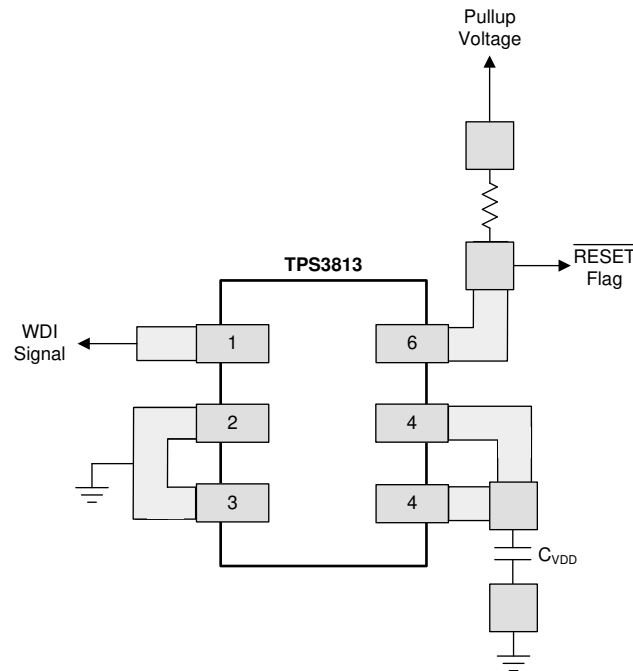 Pullup
Voltage
TPS3813
RESET
Flag
WDI
Signal
1
6
2
4
3
4
CVDD